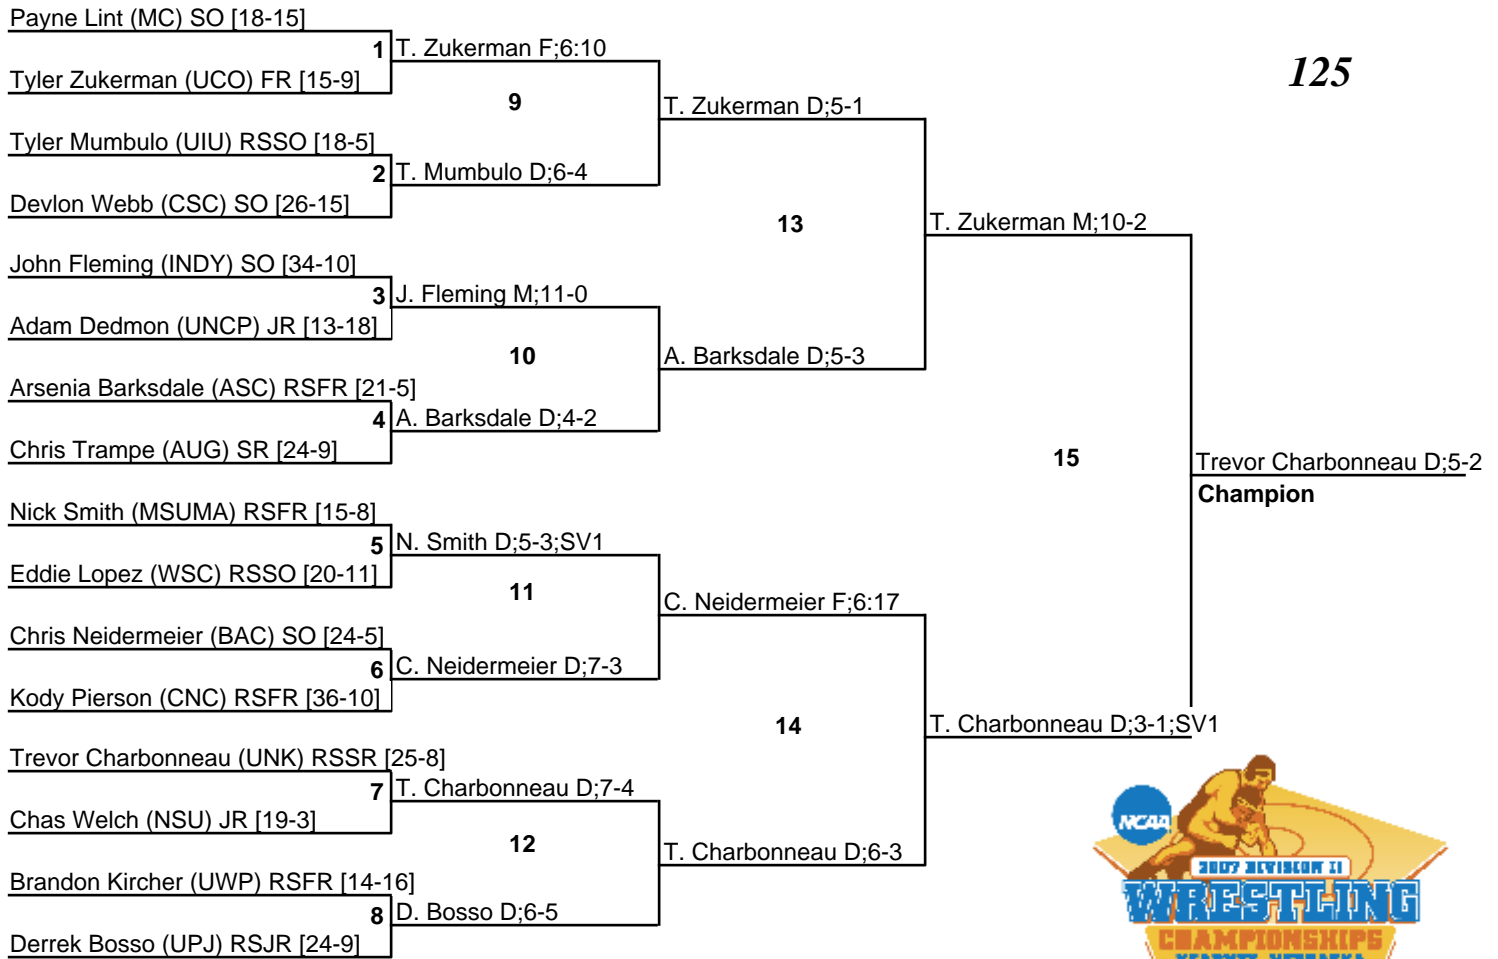 Payne Lint (MC) SO [18-15]
1 T. Zukerman F;6:10
Tyler Zukerman (UCO) FR [15-9]
125
9
T. Zukerman D;5-1
Tyler Mumbulo (UIU) RSSO [18-5]
2 T. Mumbulo D;6-4
Devlon Webb (CSC) SO [26-15]
13
T. Zukerman M;10-2
John Fleming (INDY) SO [34-10]
3 J. Fleming M;11-0
Adam Dedmon (UNCP) JR [13-18]
10
A. Barksdale D;5-3
Arsenia Barksdale (ASC) RSFR [21-5]
4 A. Barksdale D;4-2
Chris Trampe (AUG) SR [24-9]
15
Trevor Charbonneau D;5-2
Champion
Nick Smith (MSUMA) RSFR [15-8]
5 N. Smith D;5-3;SV1
Eddie Lopez (WSC) RSSO [20-11]
11
C. Neidermeier F;6:17
Chris Neidermeier (BAC) SO [24-5]
6 C. Neidermeier D;7-3
Kody Pierson (CNC) RSFR [36-10]
14
T. Charbonneau D;3-1;SV1
Trevor Charbonneau (UNK) RSSR [25-8]
7 T. Charbonneau D;7-4
Chas Welch (NSU) JR [19-3]
12
T. Charbonneau D;6-3
Brandon Kircher (UWP) RSFR [14-16]
8 D. Bosso D;6-5
Derrek Bosso (UPJ) RSJR [24-9]
NCAA
2007 DIVISION II
WRESTLING
CHAMPIONSHIPS